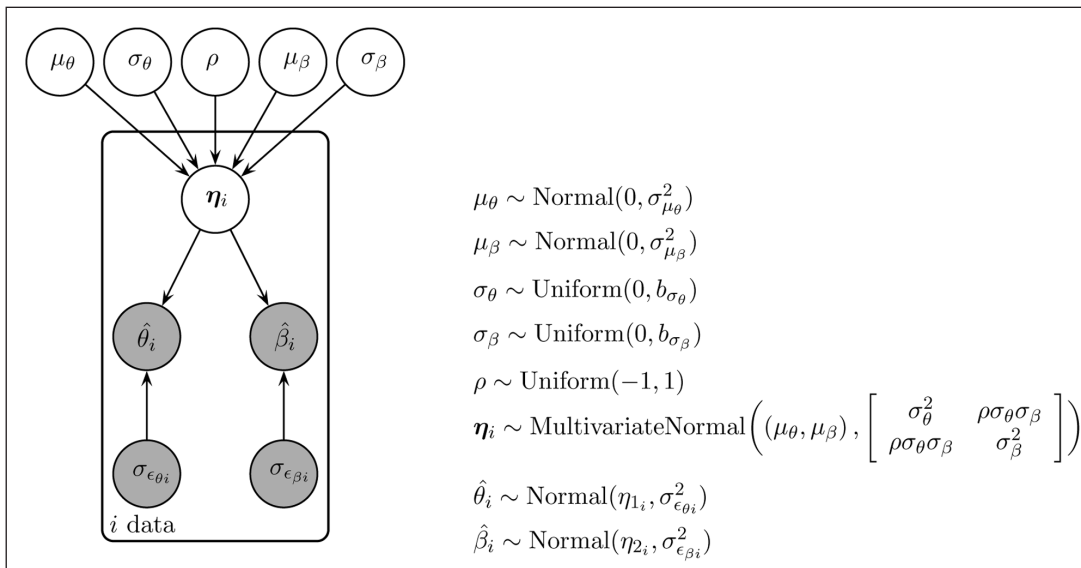 μ_θ σ_θ ρ μ_β σ_β
η_i
θ̂_i β̂_i
σ_{ϵ_{θi}} σ_{ϵ_{βi}}
i data
μ_θ ∼ Normal(0, σ²_{μ_θ})
μ_β ∼ Normal(0, σ²_{μ_β})
σ_θ ∼ Uniform(0, b_{σ_θ})
σ_β ∼ Uniform(0, b_{σ_β})
ρ ∼ Uniform(−1, 1)
η_i ∼ MultivariateNormal((μ_θ, μ_β), [σ²_θ ρσ_θσ_β
ρσ_θσ_β σ²_β])
θ̂_i ∼ Normal(η_{1_i}, σ²_{ϵ_{θi}})
β̂_i ∼ Normal(η_{2_i}, σ²_{ϵ_{βi}})